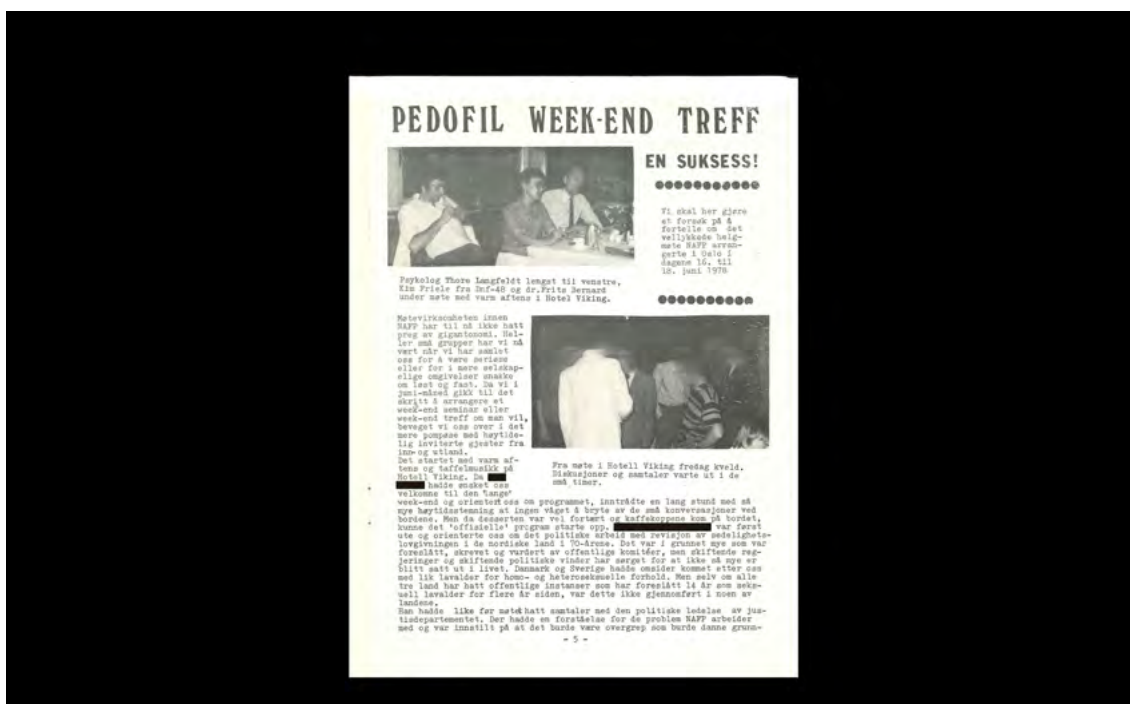 PEDOFIL WEEK-END TREFF
EN SUKSESS!
Vi skal her gjøre
et forsøk på å
fortelle om det
vellykkede helg-
møte NAFP arran-
gerte i Oslo i
dagene 16. til
18. juni 1978
Psykolog Thore Langfeldt lengst til venstre,
Kim Friele fra Dnf-48 og dr.Frits Bernard
under møte med varm aftens i Hotel Viking.
Møtevirksomheten innen
NAFP har til nå ikke hatt
preg av gigantonomi. Hel-
ler små grupper har vi nå
vært når vi har samlet
oss for å være seriøse
eller for i mere selskap-
elige omgivelser snakke
om løst og fast. Da vi i
juni-måned gikk til det
skritt å arrangere et
week-end seminar eller
week-end treff om man vil,
beveget vi oss over i det
mere pompøse med høytide-
lig inviterte gjester fra
inn-og utland.
Det startet med varm af-
tens og taffelmusikk på
Hotell Viking. Da
hadde ønsket oss
velkomne til den "lange"
Fra møte i Hotell Viking fredag kveld.
Diskusjoner og samtaler varte ut i de
små timer.
week-end og orientert oss om programmet, inntrådte en lang stund med så
mye høytidsstemning at ingen våget å bryte av de små konversasjoner ved
bordene. Men da desserten var vel fortært og kaffekoppene kom på bordet,
kunne det "offisielle" program starte opp. var først
ute og orienterte oss om det politiske arbeid med revisjon av sedelighets-
lovgivningen i de nordiske land i 70-årene. Det var i grunnet mye som var
foreslått, skrevet og vurdert av offentlige komitéer, men skiftende reg-
jeringer og skiftende politiske vinder har sørget for at ikke så mye er
blitt satt ut i livet. Danmark og Sverige hadde omsider kommet etter oss
med lik lavalder for homo- og heteroseksuelle forhold. Men selv om alle
tre land har hatt offentlige instanser som har foreslått 14 år som seks-
uell lavalder for flere år siden, var dette ikke gjennomført i noen av
landene.
Han hadde like før møtet hatt samtaler med den politiske ledelse av jus-
tisdepartementet. Der hadde en forståelse for de problem NAFP arbeider
med og var innstilt på at det burde være overgrep som burde danne grunn-
- 5 -